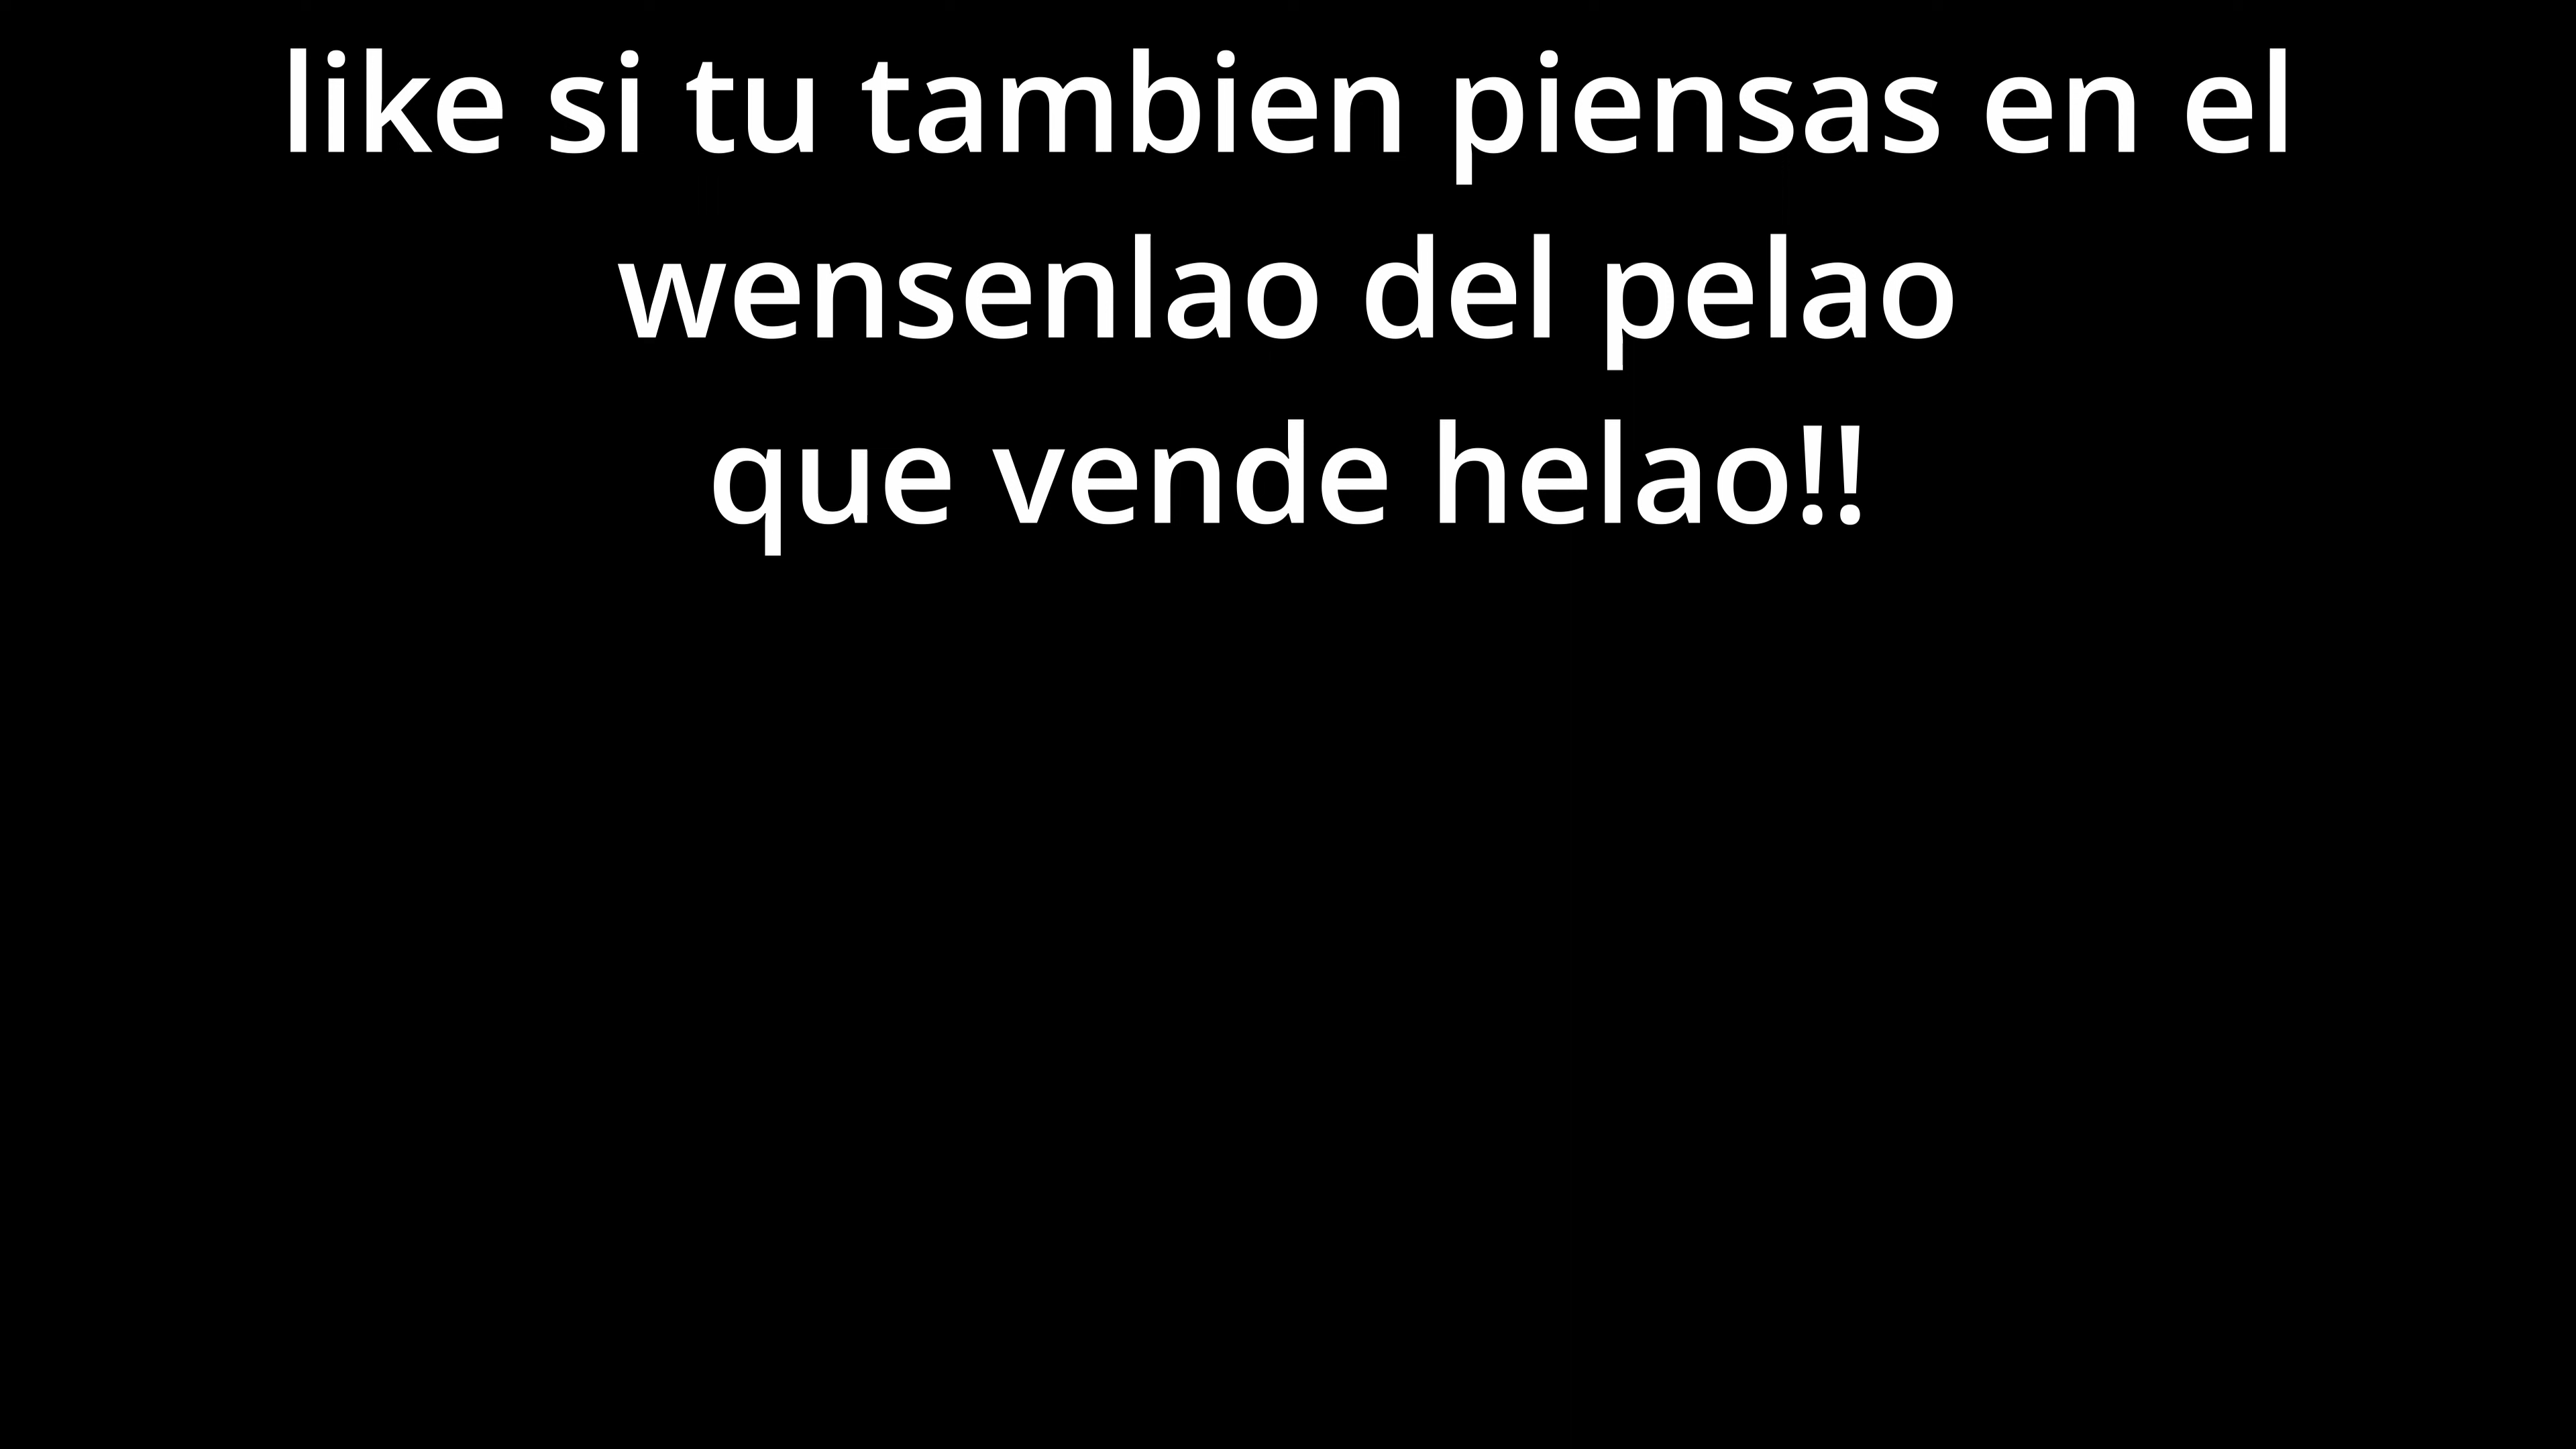 like si tu tambien piensas en el
wensenlao del pelao
que vende helao!!